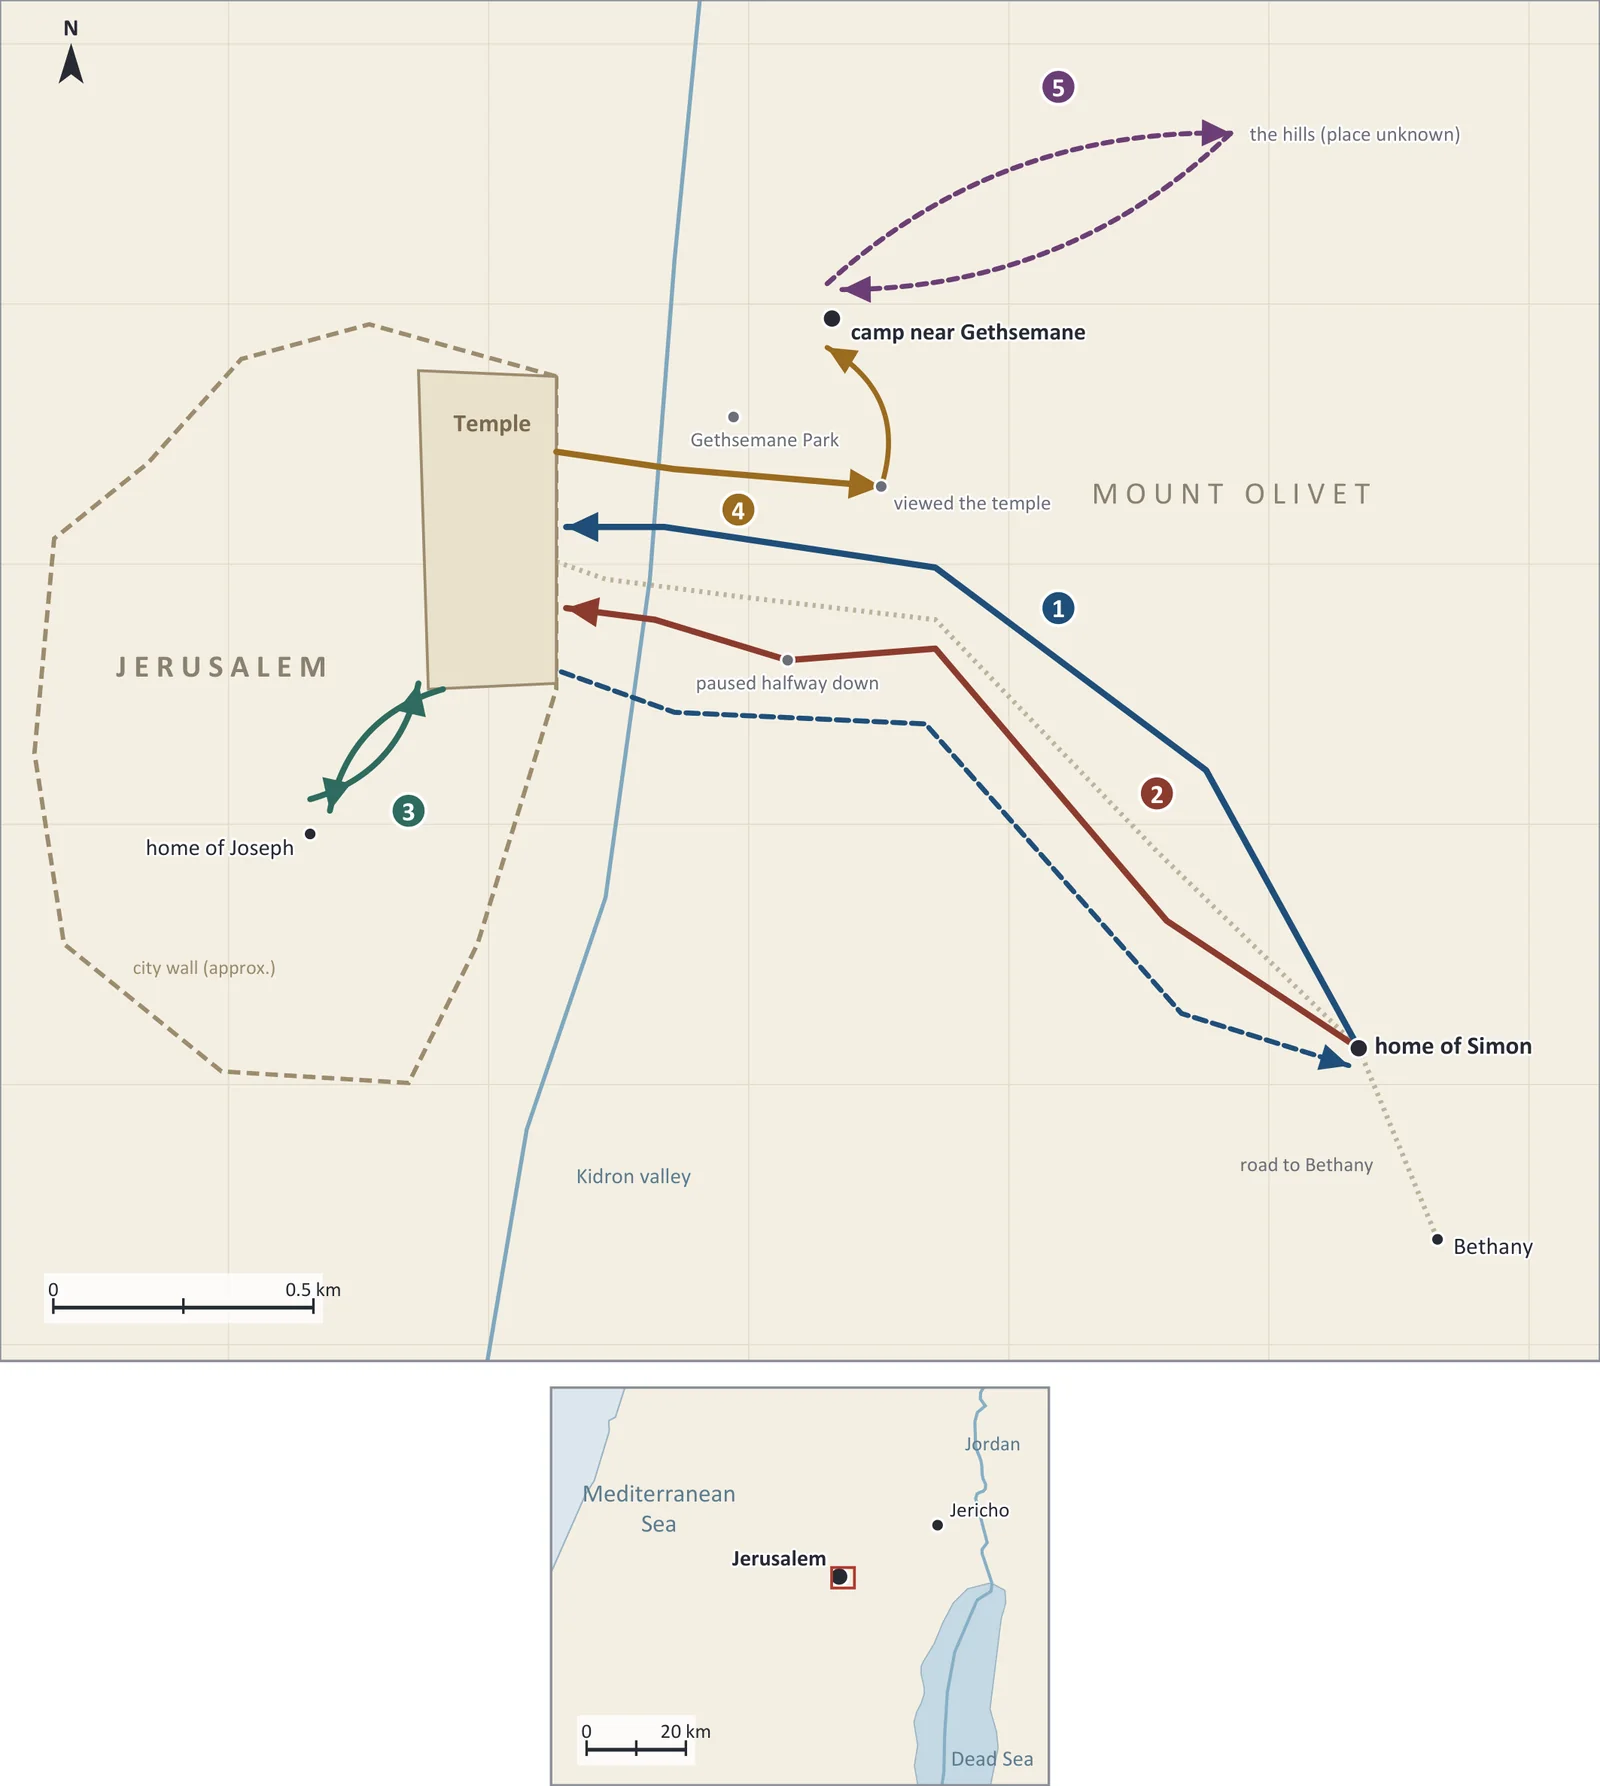 N
5
the hills (place unknown)
camp near Gethsemane
Temple
Gethsemane Park
viewed the temple
MOUNT OLIVET
4
1
JERUSALEM
paused halfway down
2
3
home of Joseph
city wall (approx.)
home of Simon
road to Bethany
Kidron valley
Bethany
0 0.5 km
Jordan
Mediterranean
Sea
Jericho
Jerusalem
0 20 km
Dead Sea